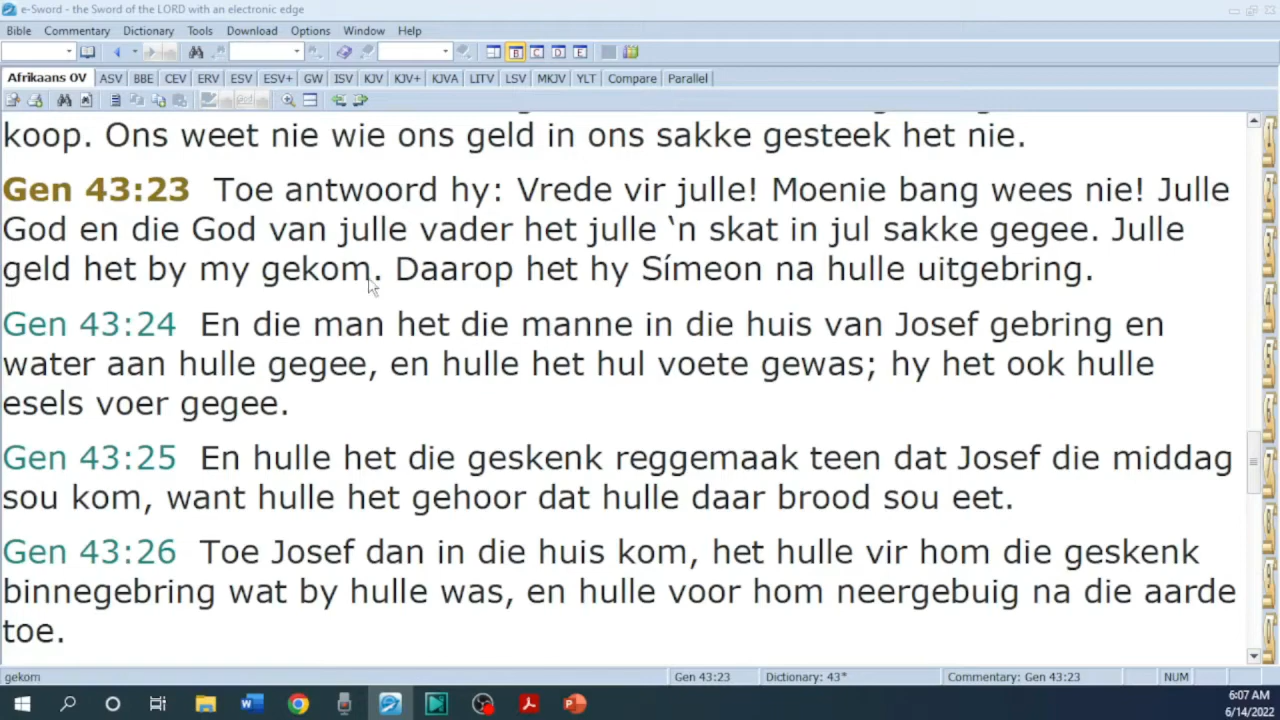 e-Sword - the Sword of the LORD with an electronic edge
Bible Commentary Dictionary Tools Download Options Window Help
Afrikaans OV ASV BBE CEV ERV ESV ESV+ GW ISV KJV KJV+ KJVA LITV LSV MKJV YLT Compare Parallel
koop. Ons weet nie wie ons geld in ons sakke gesteek het nie.
Gen 43:23 Toe antwoord hy: Vrede vir julle! Moenie bang wees nie! Julle
God en die God van julle vader het julle ‘n skat in jul sakke gegee. Julle
geld het by my gekom. Daarop het hy Símeon na hulle uitgebring.
Gen 43:24 En die man het die manne in die huis van Josef gebring en
water aan hulle gegee, en hulle het hul voete gewas; hy het ook hulle
esels voer gegee.
Gen 43:25 En hulle het die geskenk reggemaak teen dat Josef die middag
sou kom, want hulle het gehoor dat hulle daar brood sou eet.
Gen 43:26 Toe Josef dan in die huis kom, het hulle vir hom die geskenk
binnegebring wat by hulle was, en hulle voor hom neergebuig na die aarde
toe.
gekom Gen 43:23 Dictionary: 43* Commentary: Gen 43:23 NUM
6:07 AM
6/14/2022